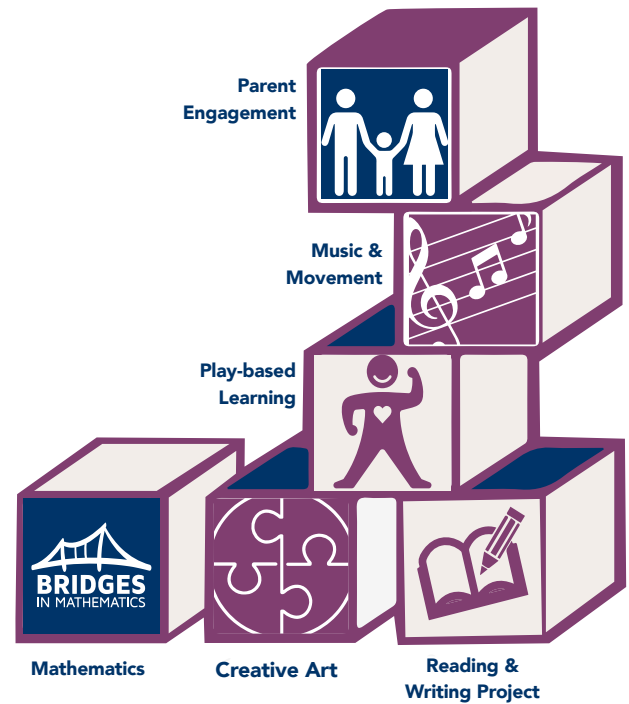 Parent
Engagement
Music &
Movement
Play-based
Learning
BRIDGES
IN MATHEMATICS
Mathematics
Creative Art
Reading &
Writing Project